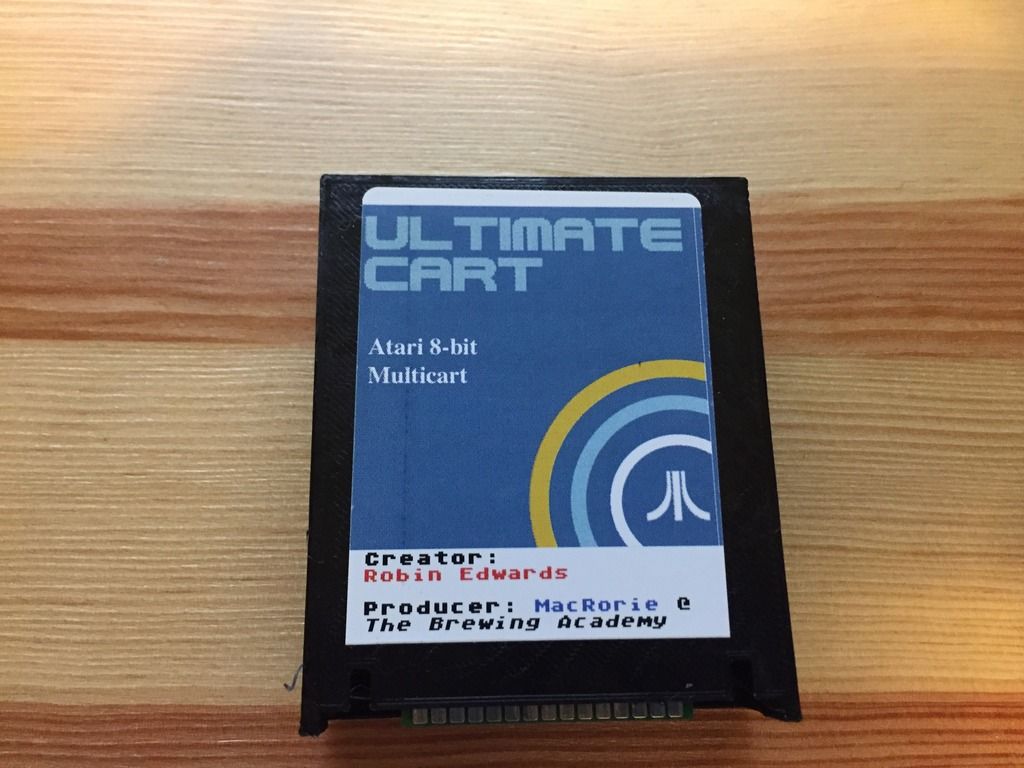 ULTIMATE
CART
Atari 8-bit
Multicart
Creator:
Robin Edwards
Producer: MacRorie @
The Brewing Academy